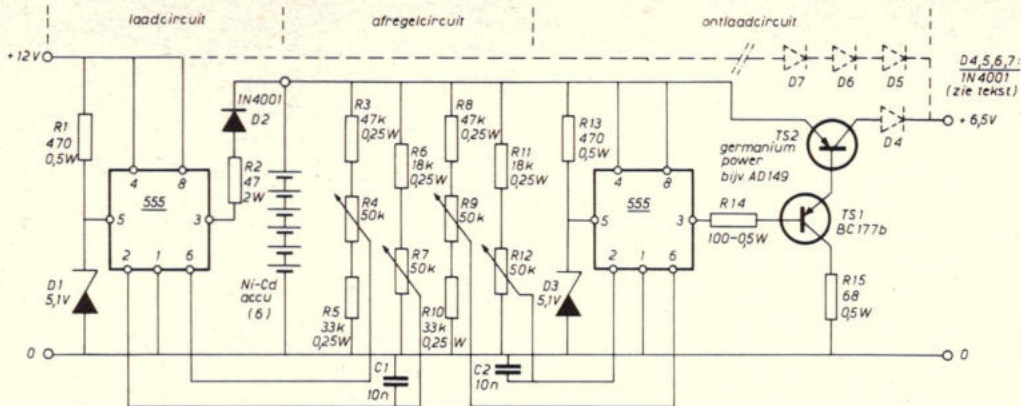 laadcircuit
afregelcircuit
ontlaadcircuit
+12V
R1
470
0,5W
D1
5,1V
0
555
4
8
5
3
2
1
6
1N4001
D2
R2
47
2W
Ni-Cd
accu
(6)
R3
47k
0,25W
R4
50k
R5
33k
0,25W
R6
18k
0,25W
R7
50k
C1
10n
R8
47k
0,25W
R9
50k
R10
33k
0,25W
R11
18k
0,25W
R12
50k
C2
10n
R13
470
0,5W
D3
5,1V
555
4
8
5
3
2
1
6
R14
100-0,5W
TS2
germanium
power
bijv. AD149
TS1
BC177b
R15
68
0,5W
D7
D6
D5
D4
D4,5,6,7=
1N4001
(zie tekst)
+6,5V
0